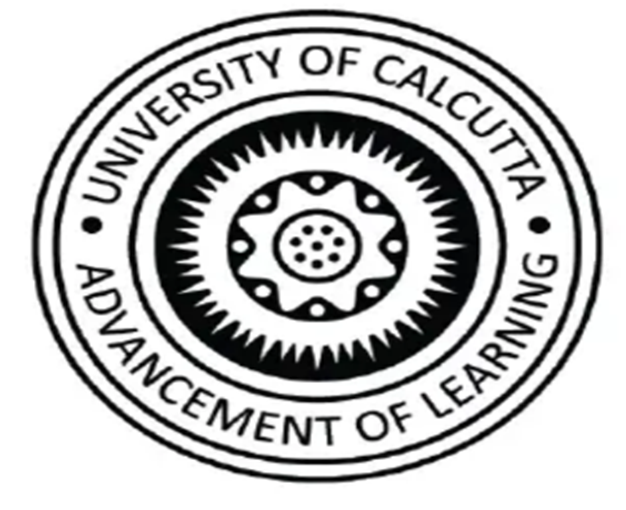 UNIVERSITY OF CALCUTTA
ADVANCEMENT OF LEARNING